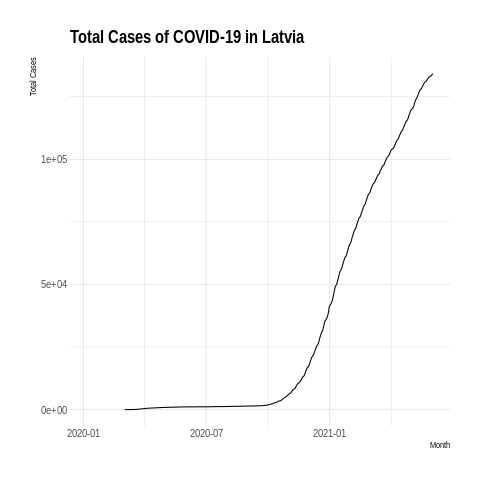 Total Cases of COVID-19 in Latvia
Total Cases
1e+05
5e+04
0e+00
2020-01 2020-07 2021-01
Month